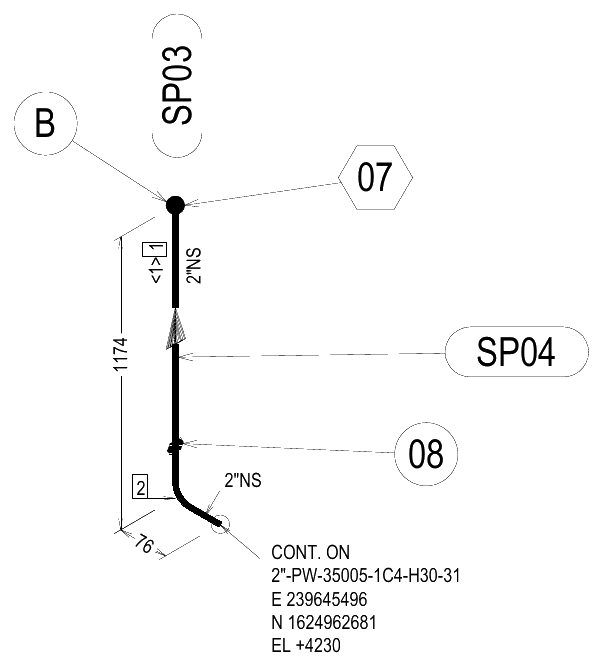 SP03
B
07
<1> 1
2"NS
1174
SP04
08
2
2"NS
76
CONT. ON
2"-PW-35005-1C4-H30-31
E 239645496
N 1624962681
EL +4230